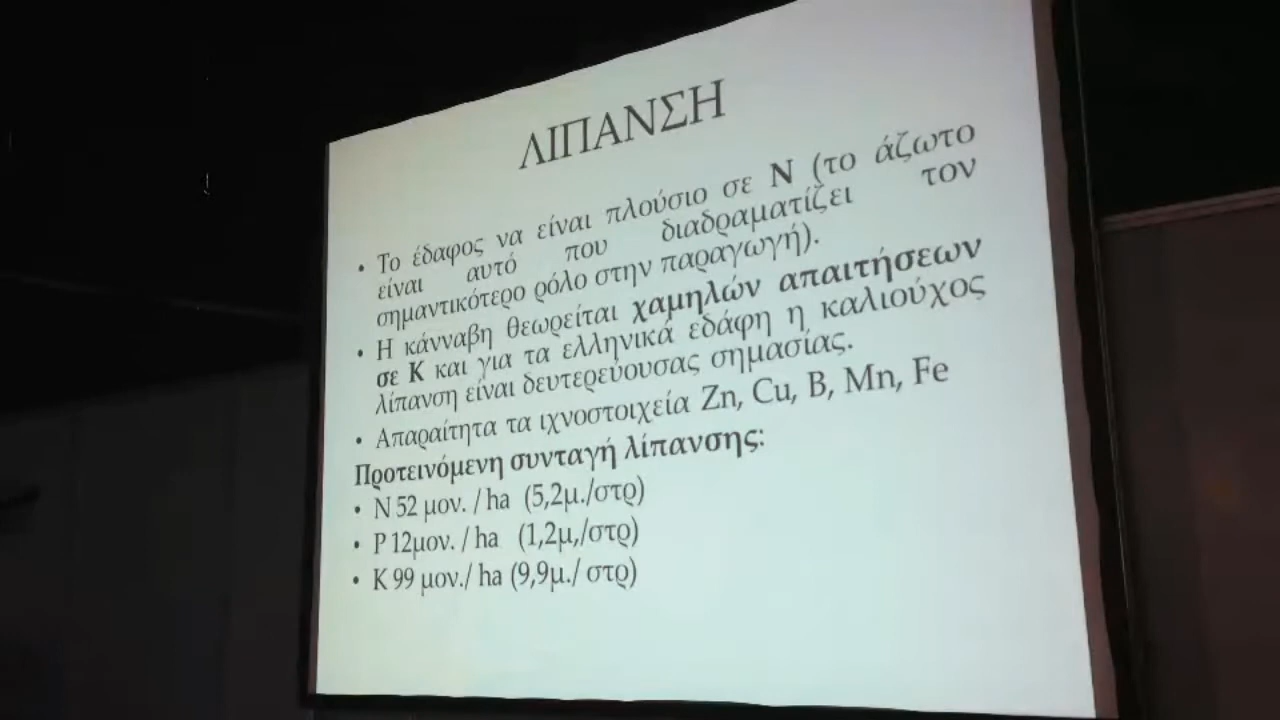 ΛΙΠΑΝΣΗ
• Το έδαφος να είναι πλούσιο σε N (το άζωτο
είναι αυτό που διαδραματίζει τον
σημαντικότερο ρόλο στην παραγωγή).
• Η κάνναβη θεωρείται χαμηλών απαιτήσεων
σε Κ και για τα ελληνικά εδάφη η καλιούχος
λίπανση είναι δευτερεύουσας σημασίας.
• Απαραίτητα τα ιχνοστοιχεία Zn, Cu, B, Mn, Fe
Προτεινόμενη συνταγή λίπανσης:
• N 52 μον. / ha (5,2μ./στρ)
• P 12μον. / ha (1,2μ,/στρ)
• K 99 μον./ ha (9,9μ./ στρ)